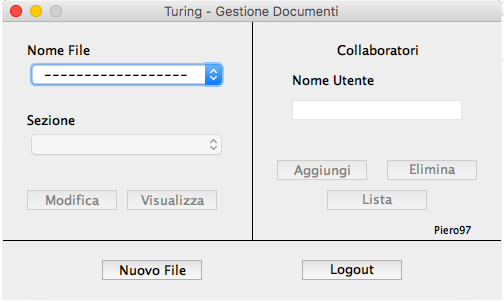 Turing - Gestione Documenti
Nome File
------------------
Sezione
Modifica
Visualizza
Collaboratori
Nome Utente
Aggiungi
Elimina
Lista
Piero97
Nuovo File
Logout